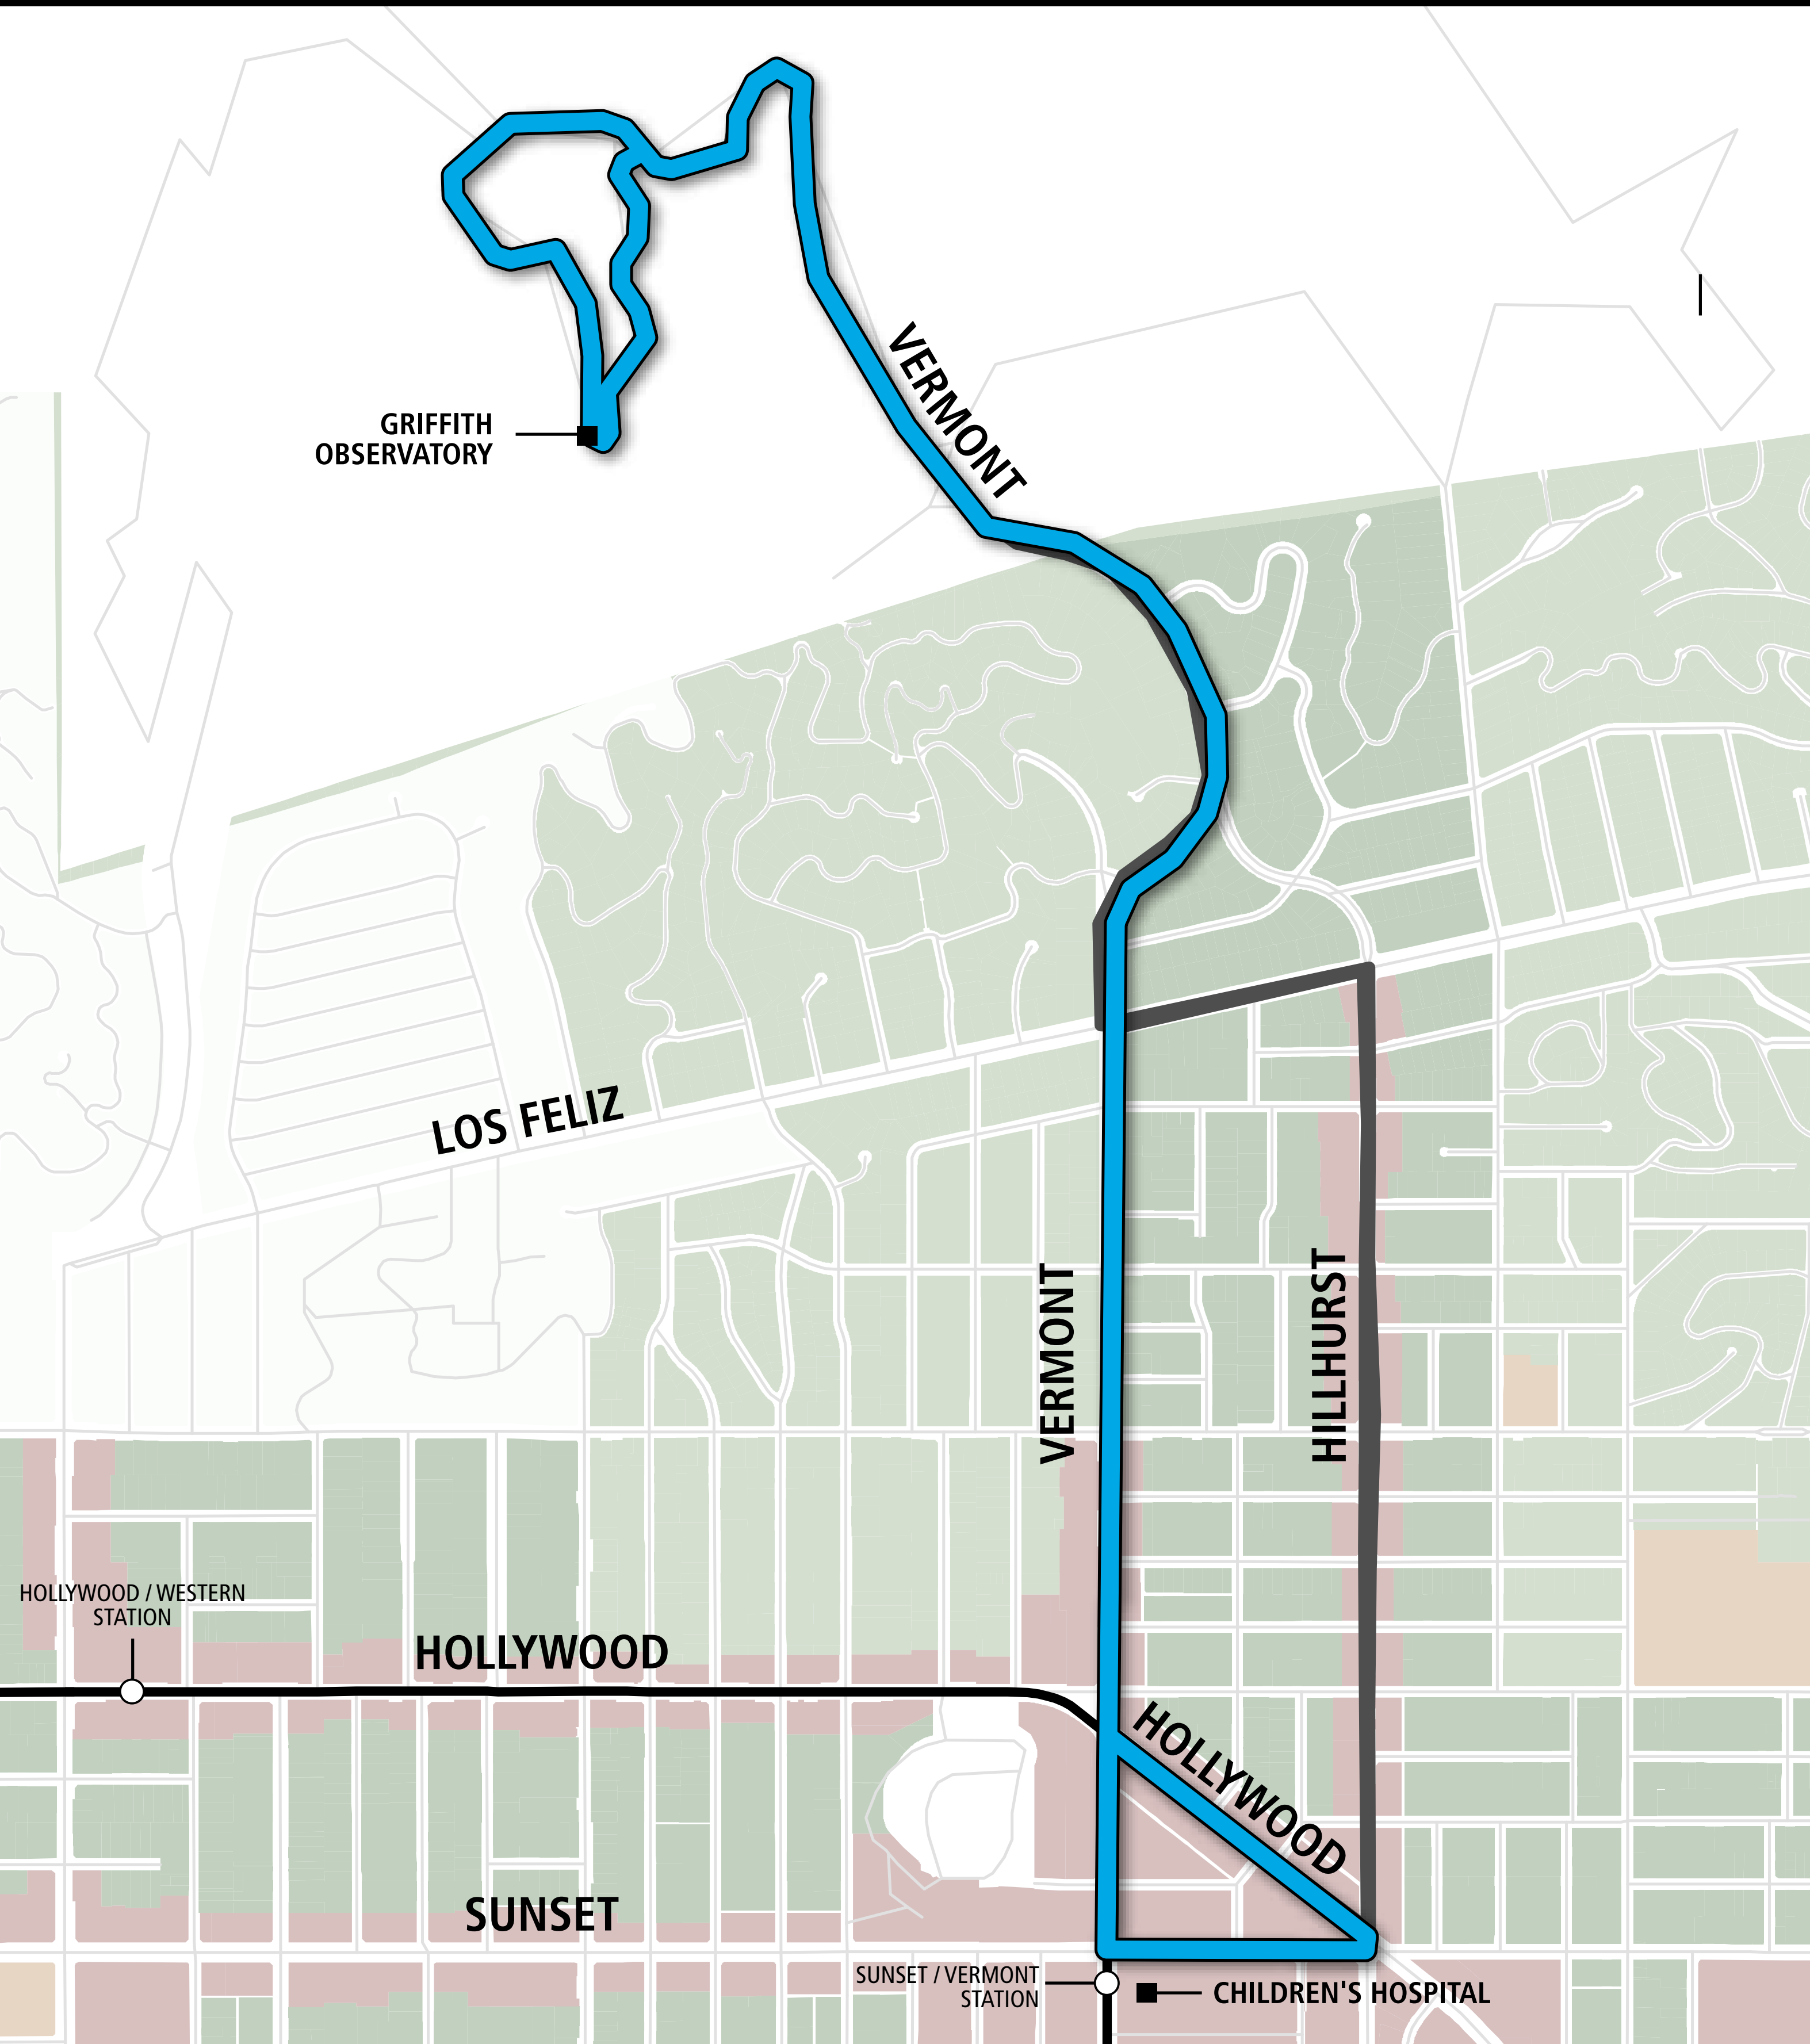 VERMONT
GRIFFITH
OBSERVATORY
LOS FELIZ
VERMONT
HILLHURST
HOLLYWOOD / WESTERN
STATION
HOLLYWOOD
HOLLYWOOD
SUNSET
SUNSET / VERMONT
STATION
CHILDREN'S HOSPITAL